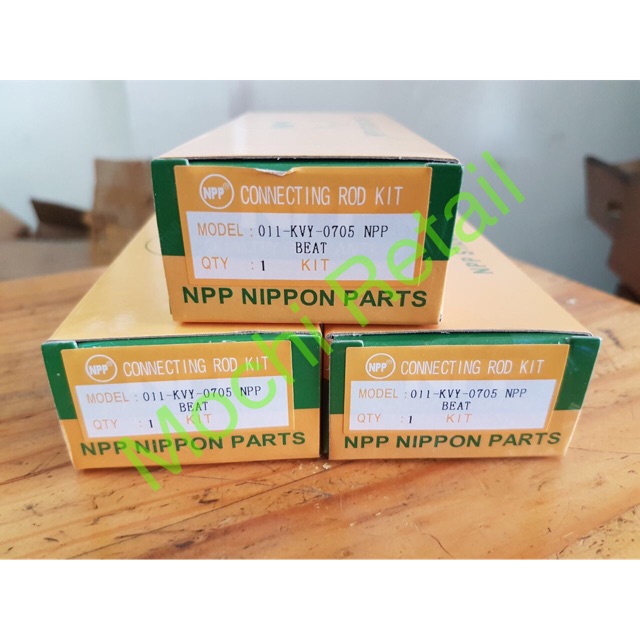 NPP® CONNECTING ROD KIT
MODEL : 011-KVY-0705 NPP
BEAT
QTY : 1 KIT
NPP NIPPON PARTS
NPP® CONNECTING ROD KIT
MODEL : 011-KVY-0705 NPP
BEAT
QTY : 1 KIT
NPP NIPPON PARTS
NPP® CONNECTING ROD KIT
MODEL : 011-KVY-0705 NPP
BEAT
QTY : 1 KIT
NPP NIPPON PARTS
NPP
Mochi Retail